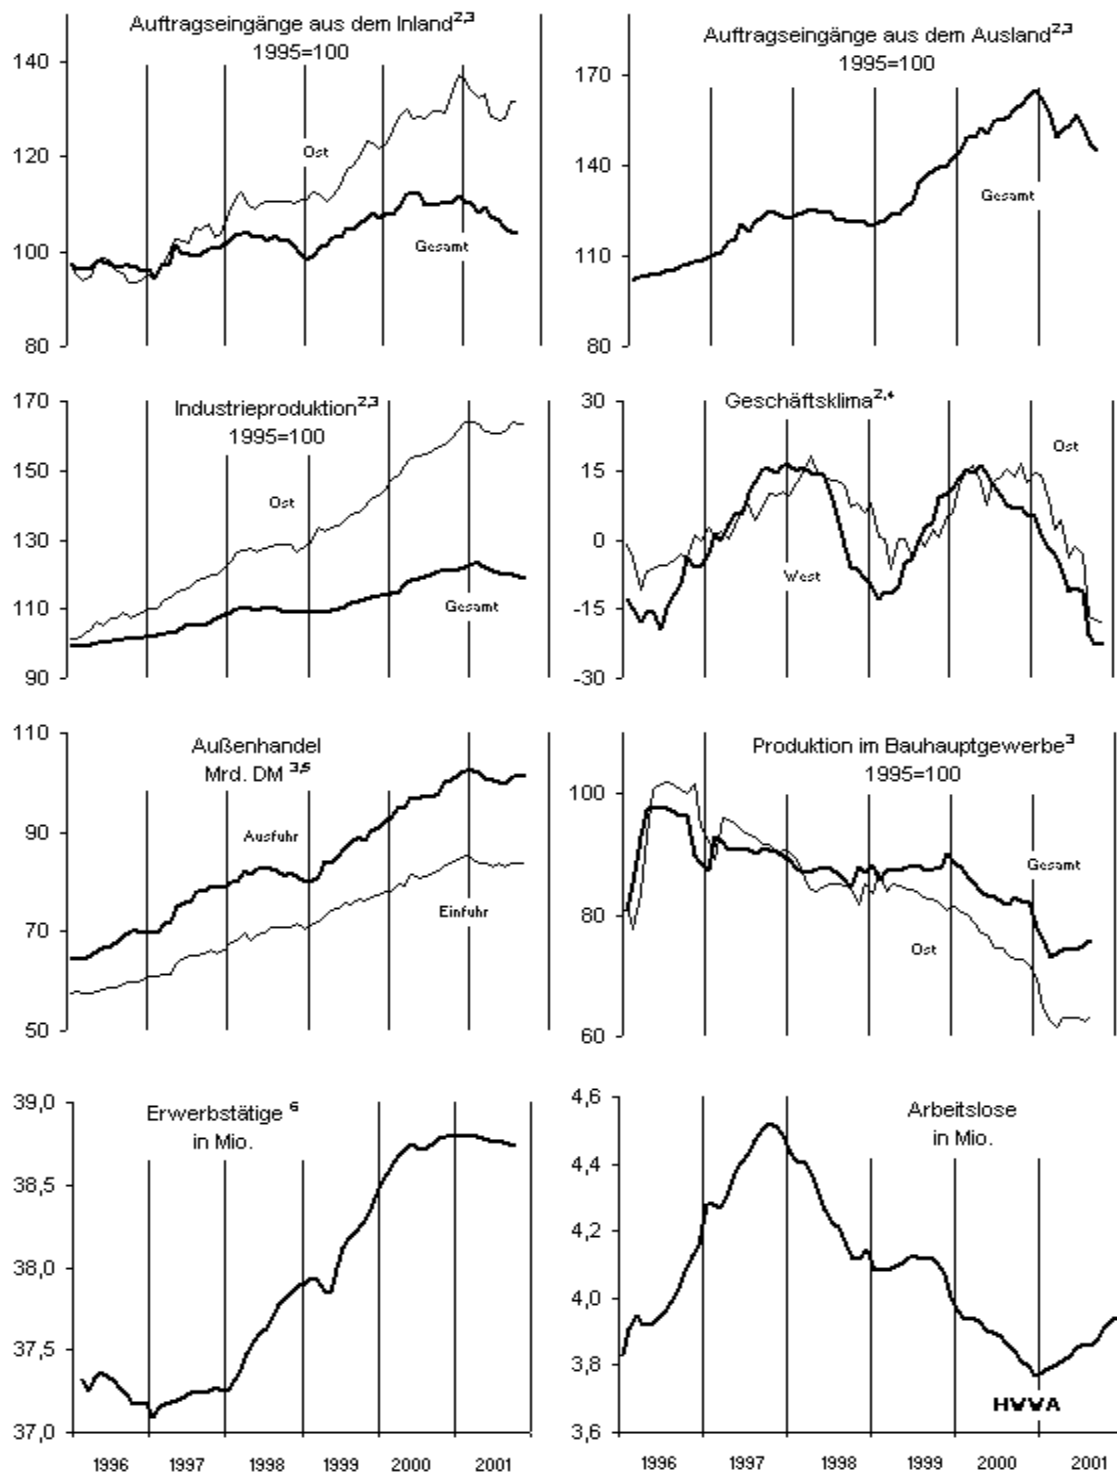 Auftragseingänge aus dem Inland2,3
1995=100
140
120
100
80
Ost
Gesamt
Auftragseingänge aus dem Ausland2,3
1995=100
170
140
110
80
Gesamt
Industrieproduktion2,3
1995=100
170
150
130
110
90
Ost
Gesamt
Geschäftsklima2,4
30
15
0
-15
-30
Ost
West
Außenhandel
Mrd. DM 3,5
110
90
70
50
Ausfuhr
Einfuhr
Produktion im Bauhauptgewerbe3
1995=100
100
80
60
Gesamt
Ost
Erwerbstätige 6
in Mio.
39,0
38,5
38,0
37,5
37,0
1996 1997 1998 1999 2000 2001
Arbeitslose
in Mio.
4,6
4,4
4,2
4,0
3,8
3,6
HWWA
1996 1997 1998 1999 2000 2001